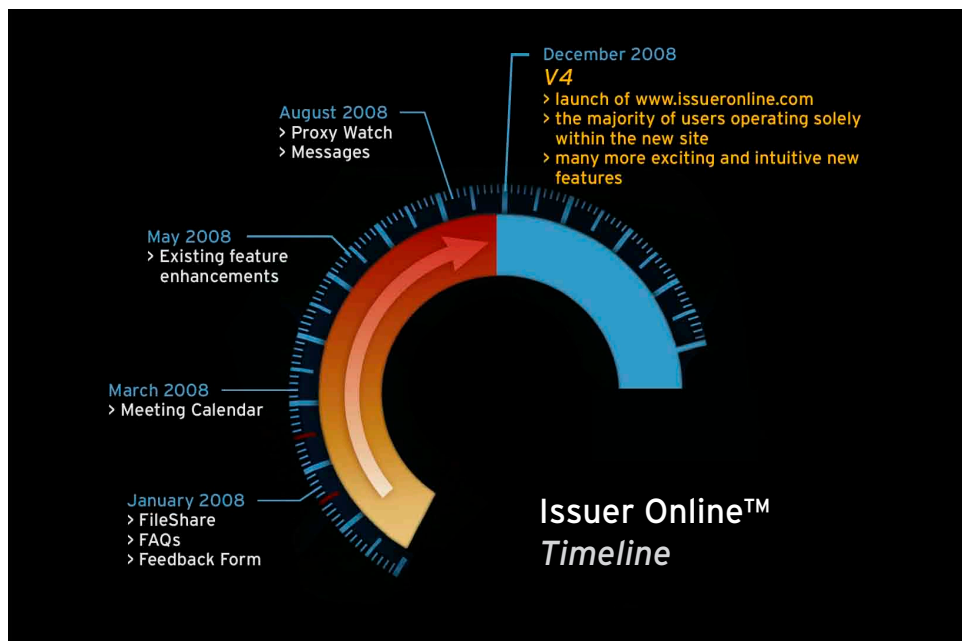 December 2008
V4
> launch of www.issueronline.com
> the majority of users operating solely
within the new site
> many more exciting and intuitive new
features
August 2008
> Proxy Watch
> Messages
May 2008
> Existing feature
enhancements
March 2008
> Meeting Calendar
January 2008
> FileShare
> FAQs
> Feedback Form
Issuer Online™
Timeline